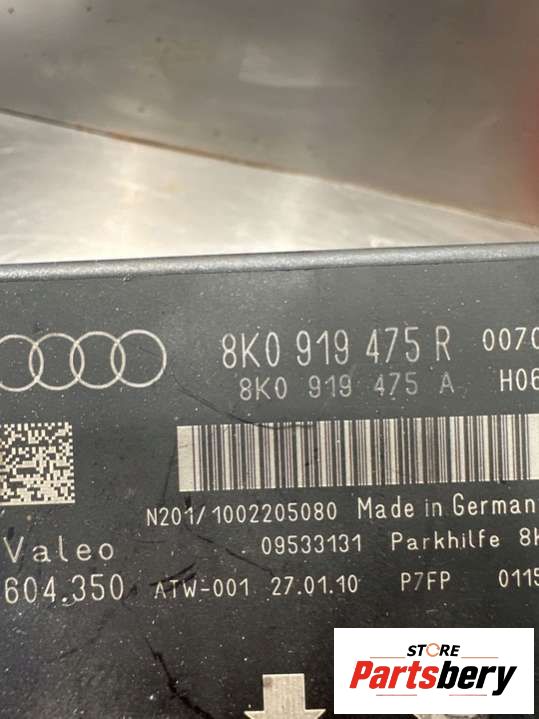 8K0 919 475 R 0070
8K0 919 475 A H06
N201/1002205080 Made in German
Valeo 09533131 Parkhilfe 8K
604.350 ATW-001 27.01.10 P7FP 0115
STORE
Partsbery